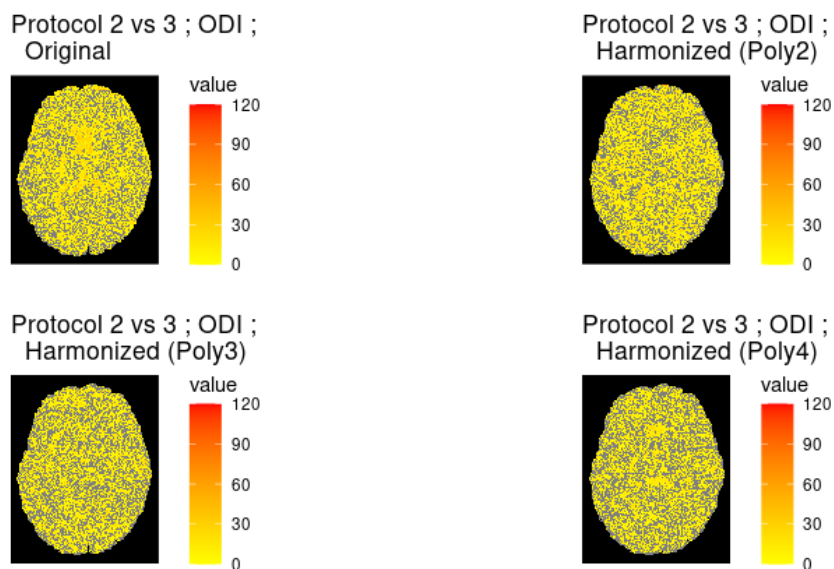 Protocol 2 vs 3 ; ODI ;
Original
value
120
90
60
30
0
Protocol 2 vs 3 ; ODI ;
Harmonized (Poly2)
value
120
90
60
30
0
Protocol 2 vs 3 ; ODI ;
Harmonized (Poly3)
value
120
90
60
30
0
Protocol 2 vs 3 ; ODI ;
Harmonized (Poly4)
value
120
90
60
30
0